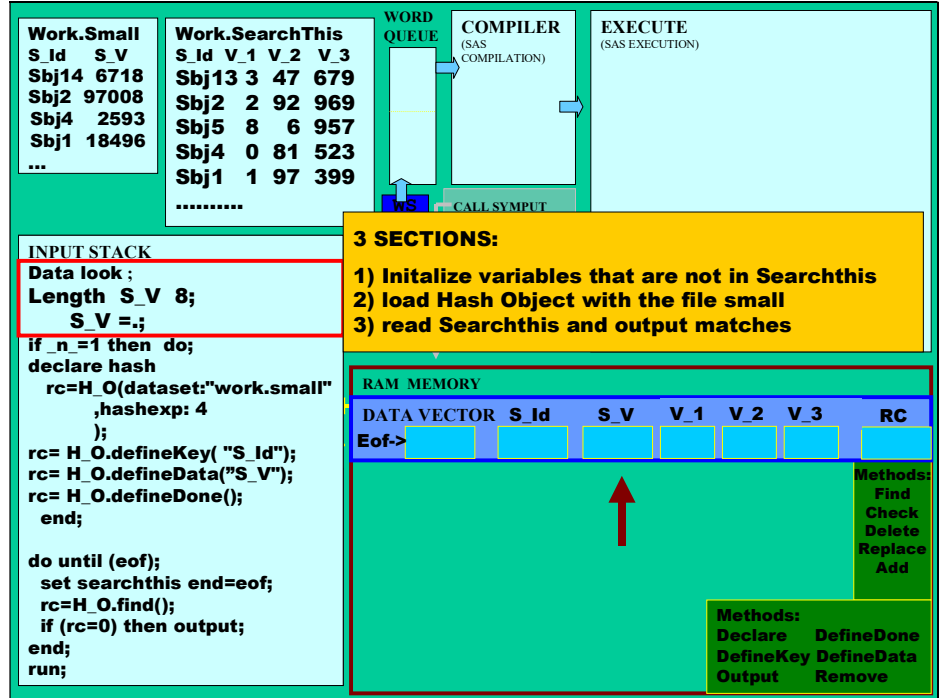 Work.Small
S_Id S_V
Sbj14 6718
Sbj2 97008
Sbj4 2593
Sbj1 18496
...
Work.SearchThis
S_Id V_1 V_2 V_3
Sbj13 3 47 679
Sbj2 2 92 969
Sbj5 8 6 957
Sbj4 0 81 523
Sbj1 1 97 399
..........
WORD
QUEUE
COMPILER
(SAS
COMPILATION)
EXECUTE
(SAS EXECUTION)
WS
CALL SYMPUT
3 SECTIONS:
1) Initalize variables that are not in Searchthis
2) load Hash Object with the file small
3) read Searchthis and output matches
INPUT STACK
Data look ;
Length S_V 8;
S_V =.;
if _n_=1 then do;
declare hash
rc=H_O(dataset:"work.small"
,hashexp: 4
);
rc= H_O.defineKey( "S_Id");
rc= H_O.defineData(”S_V");
rc= H_O.defineDone();
end;
do until (eof);
set searchthis end=eof;
rc=H_O.find();
if (rc=0) then output;
end;
run;
RAM MEMORY
DATA VECTOR S_Id S_V V_1 V_2 V_3 RC
Eof->
Methods:
Find
Check
Delete
Replace
Add
Methods:
Declare DefineDone
DefineKey DefineData
Output Remove